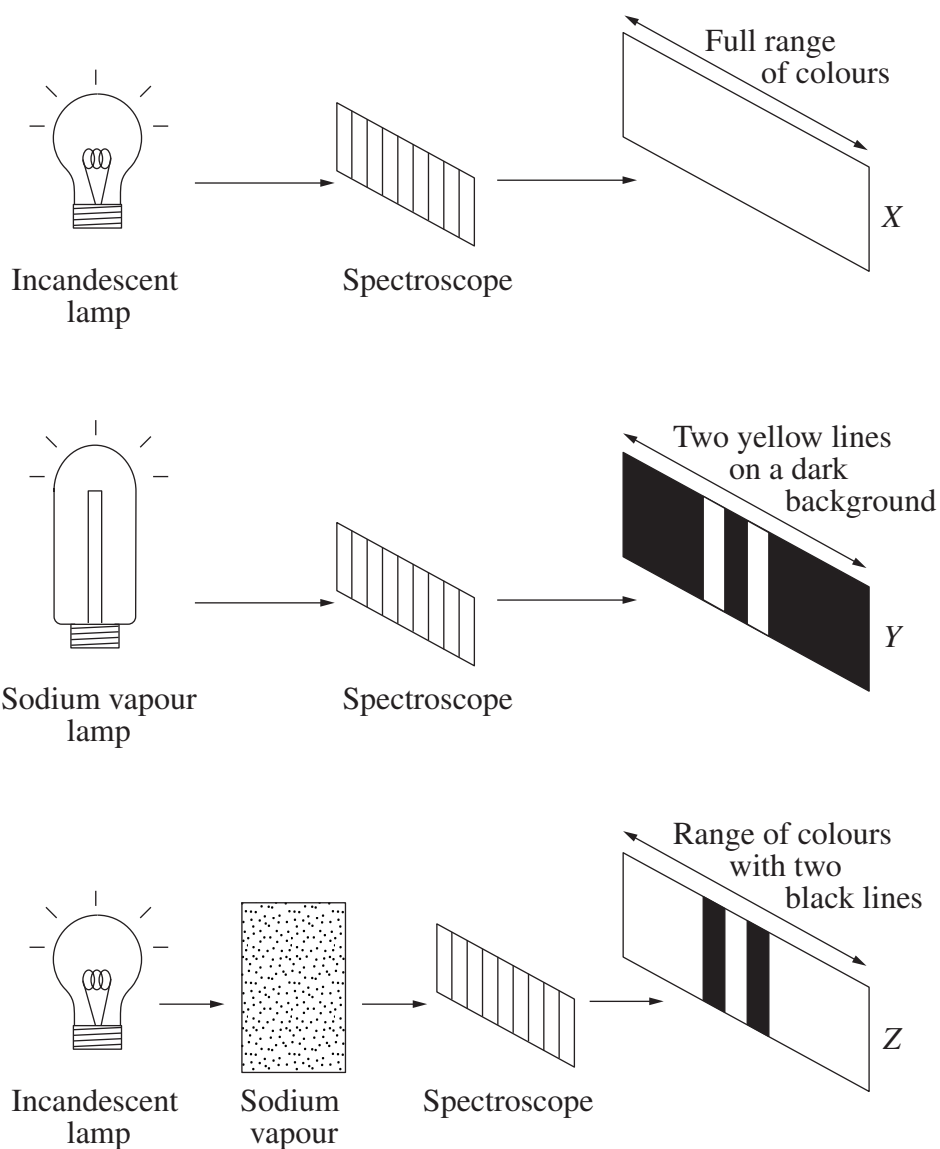 Full range
of colours
X
Incandescent
lamp
Spectroscope
Two yellow lines
on a dark
background
Y
Sodium vapour
lamp
Spectroscope
Range of colours
with two
black lines
Z
Incandescent
lamp
Sodium
vapour
Spectroscope